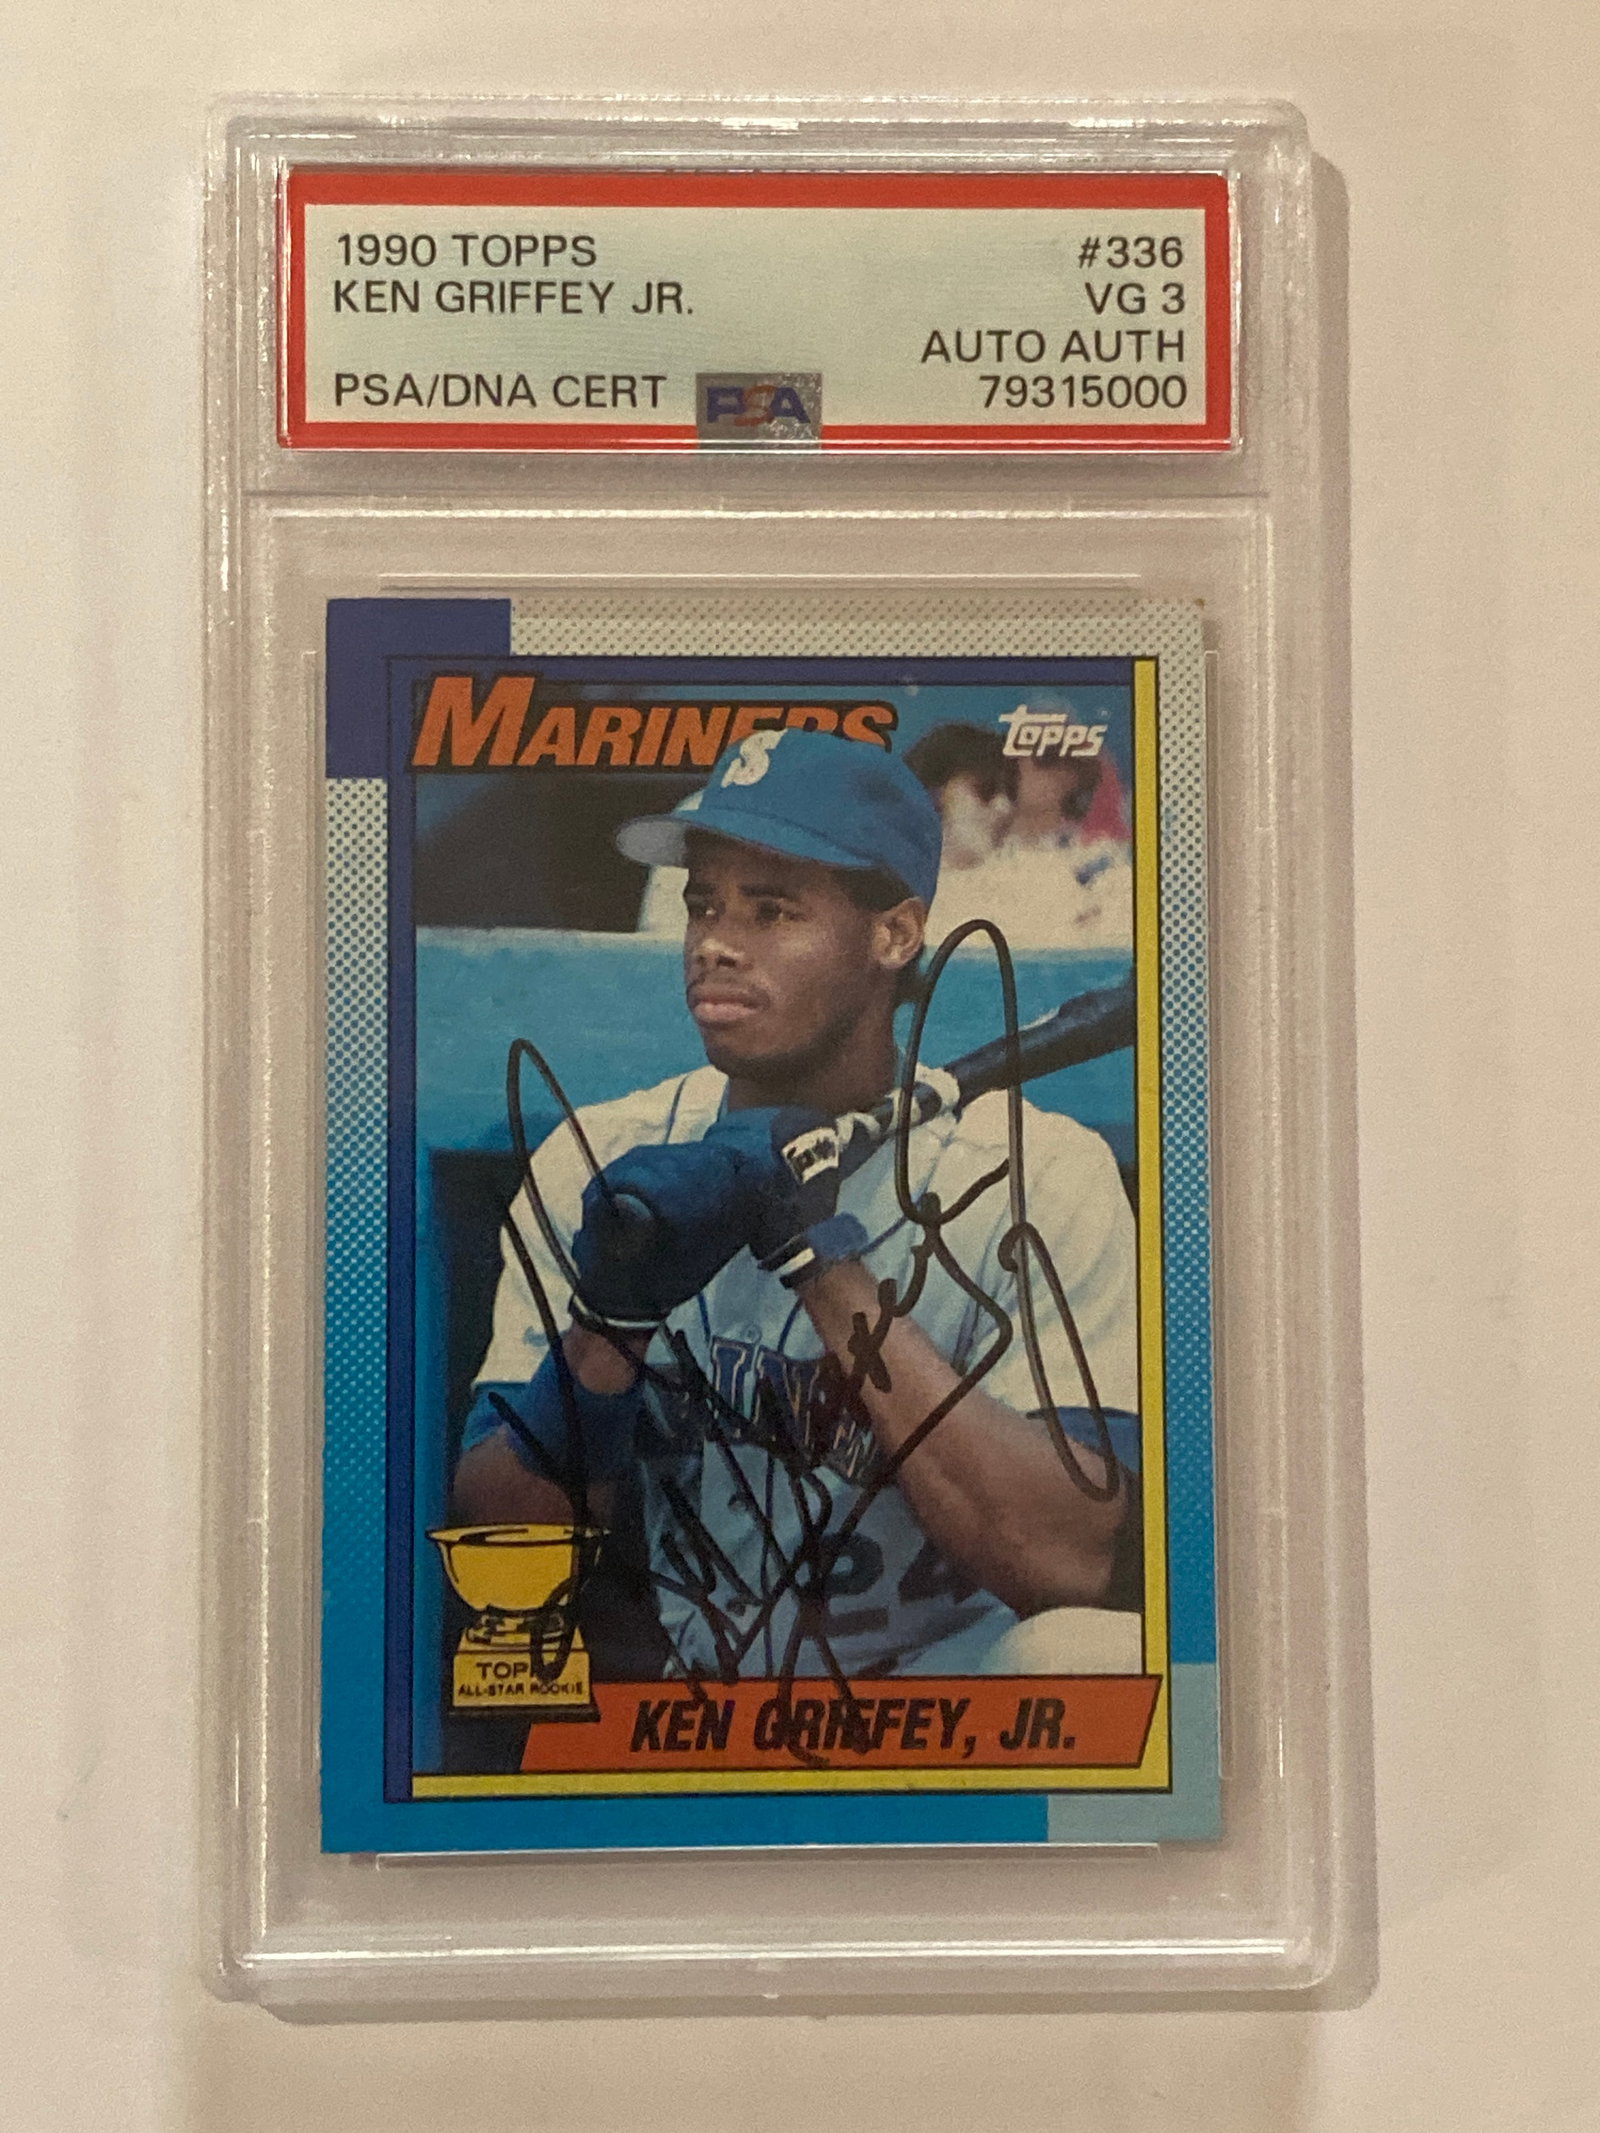 1990 TOPPS #336
KEN GRIFFEY JR. VG 3
AUTO AUTH
PSA/DNA CERT PSA 79315000
MARINERS
topps
S
24
TOPPS
ALL-STAR ROOKIE
KEN GRIFFEY, JR.